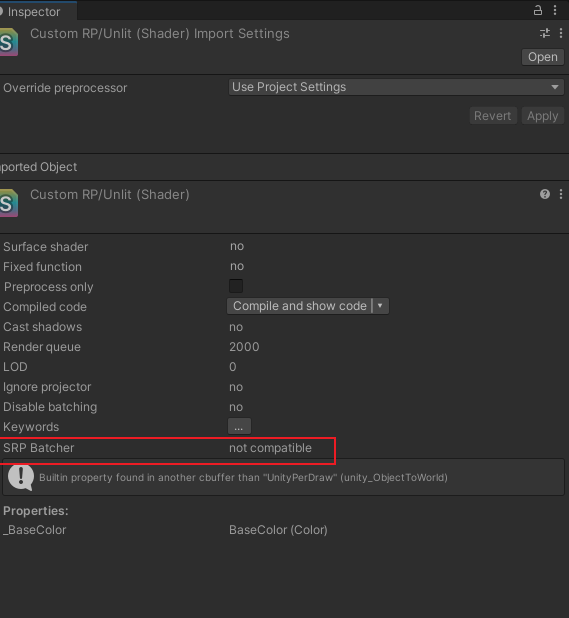 Inspector
Custom RP/Unlit (Shader) Import Settings
Open
Override preprocessor Use Project Settings
Revert Apply
ported Object
Custom RP/Unlit (Shader)
Surface shader no
Fixed function no
Preprocess only
Compiled code Compile and show code
Cast shadows no
Render queue 2000
LOD 0
Ignore projector no
Disable batching no
Keywords ...
SRP Batcher not compatible
Builtin property found in another cbuffer than "UnityPerDraw" (unity_ObjectToWorld)
Properties:
_BaseColor BaseColor (Color)